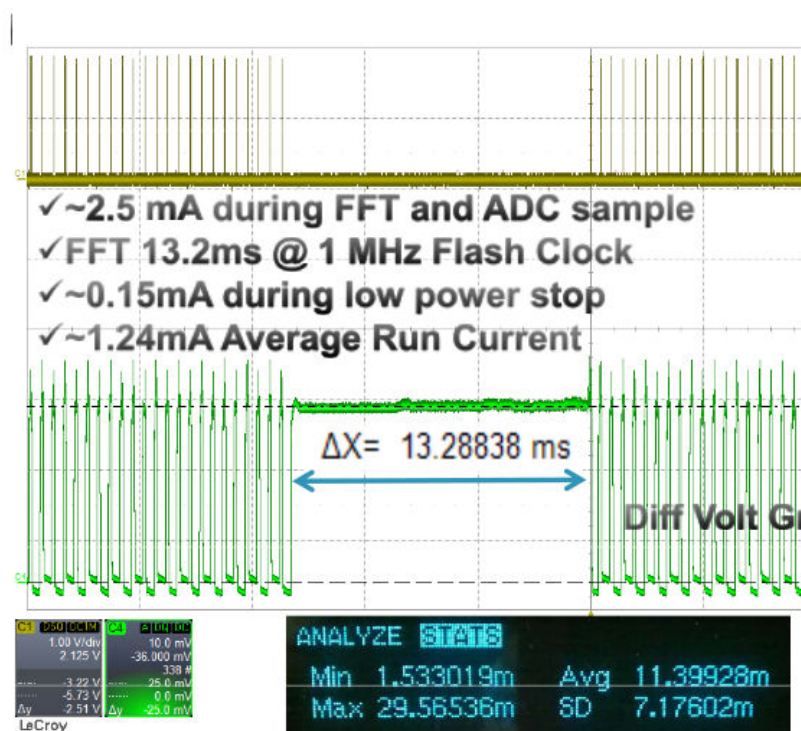 C1
✓~2.5 mA during FFT and ADC sample
✓FFT 13.2ms @ 1 MHz Flash Clock
✓~0.15mA during low power stop
✓~1.24mA Average Run Current
ΔX= 13.28838 ms
Diff Volt Gr
C4
C1 DC1M
1.00 V/div
2.125 V
-3.22 V
-5.73 V
Δy -2.51 V
C4
10.0 mV
-36.000 mV
338 #
25.0 mV
0.0 mV
Δy -25.0 mV
LeCroy
ANALYZE STATS
Min 1.533019m Avg 11.39928m
Max 29.56536m SD 7.17602m